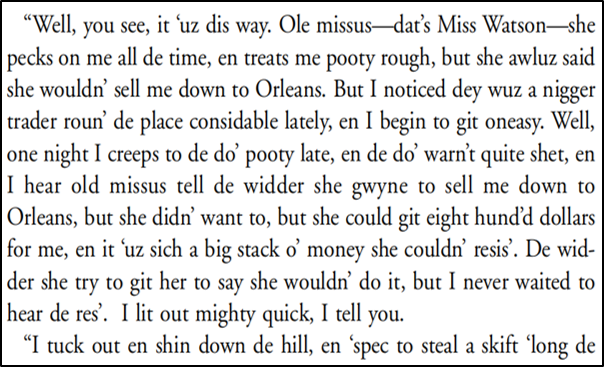 “Well, you see, it ‘uz dis way. Ole missus—dat’s Miss Watson—she
pecks on me all de time, en treats me pooty rough, but she awluz said
she wouldn’ sell me down to Orleans. But I noticed dey wuz a nigger
trader roun’ de place considable lately, en I begin to git oneasy. Well,
one night I creeps to de do’ pooty late, en de do’ warn’t quite shet, en
I hear old missus tell de widder she gwyne to sell me down to
Orleans, but she didn’ want to, but she could git eight hund’d dollars
for me, en it ‘uz sich a big stack o’ money she couldn’ resis’. De wid-
der she try to git her to say she wouldn’ do it, but I never waited to
hear de res’. I lit out mighty quick, I tell you.
“I tuck out en shin down de hill, en ‘spec to steal a skift ‘long de